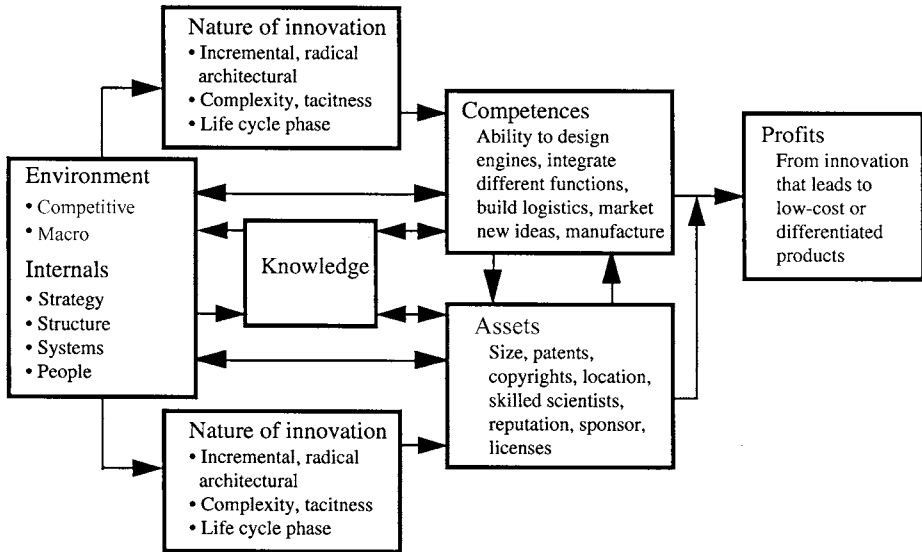 Nature of innovation
• Incremental, radical
architectural
• Complexity, tacitness
• Life cycle phase
Environment
• Competitive
• Macro
Internals
• Strategy
• Structure
• Systems
• People
Knowledge
Competences
Ability to design
engines, integrate
different functions,
build logistics, market
new ideas, manufacture
Assets
Size, patents,
copyrights, location,
skilled scientists,
reputation, sponsor,
licenses
Profits
From innovation
that leads to
low-cost or
differentiated
products
Nature of innovation
• Incremental, radical
architectural
• Complexity, tacitness
• Life cycle phase